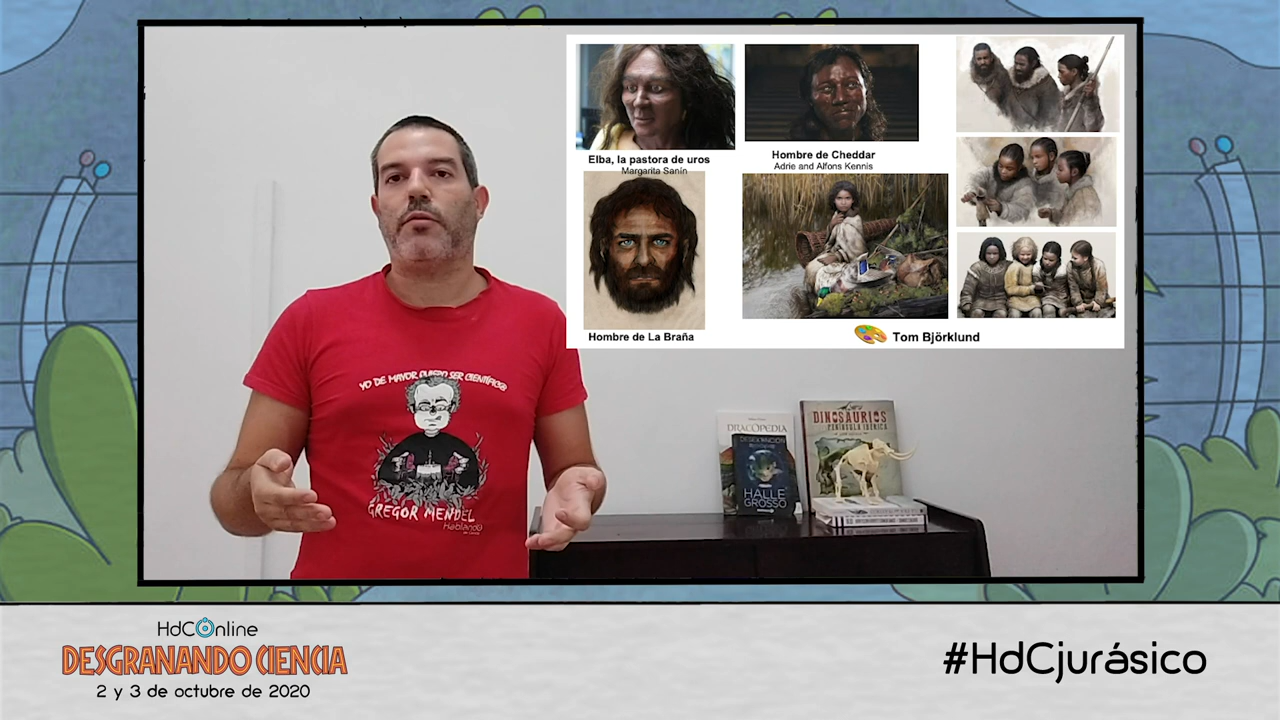 Elba, la pastora de uros
Margarita Sanín
Hombre de Cheddar
Adrie and Alfons Kennis
Hombre de La Braña
Tom Björklund
YO DE MAYOR QUIERO SER CIENTÍFIC@
GREGOR MENDEL
Hablando
DRACOPEDIA
HALLE
GROSSO
DINOSAURIOS
PENÍNSULA IBÉRICA
HdCOnline
DESGRANANDO CIENCIA
2 y 3 de octubre de 2020
#HdCjurásico